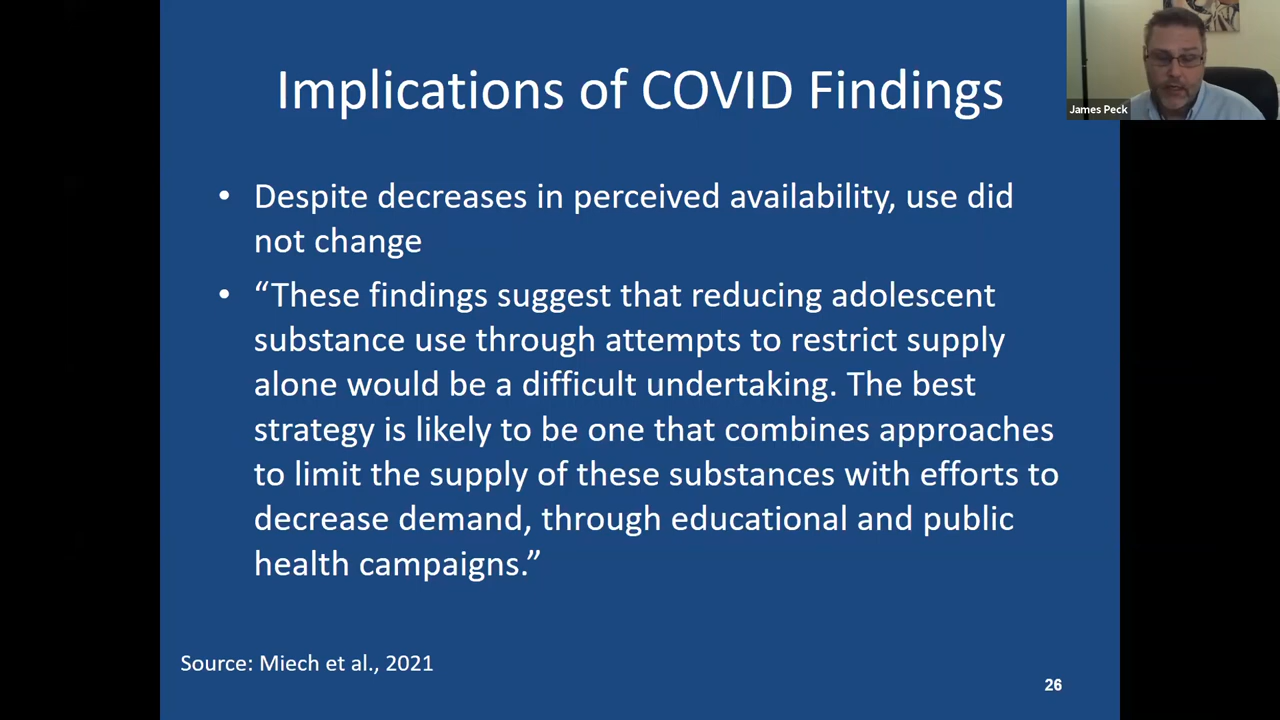 Implications of COVID Findings
James Peck
• Despite decreases in perceived availability, use did
not change
• “These findings suggest that reducing adolescent
substance use through attempts to restrict supply
alone would be a difficult undertaking. The best
strategy is likely to be one that combines approaches
to limit the supply of these substances with efforts to
decrease demand, through educational and public
health campaigns.”
Source: Miech et al., 2021
26